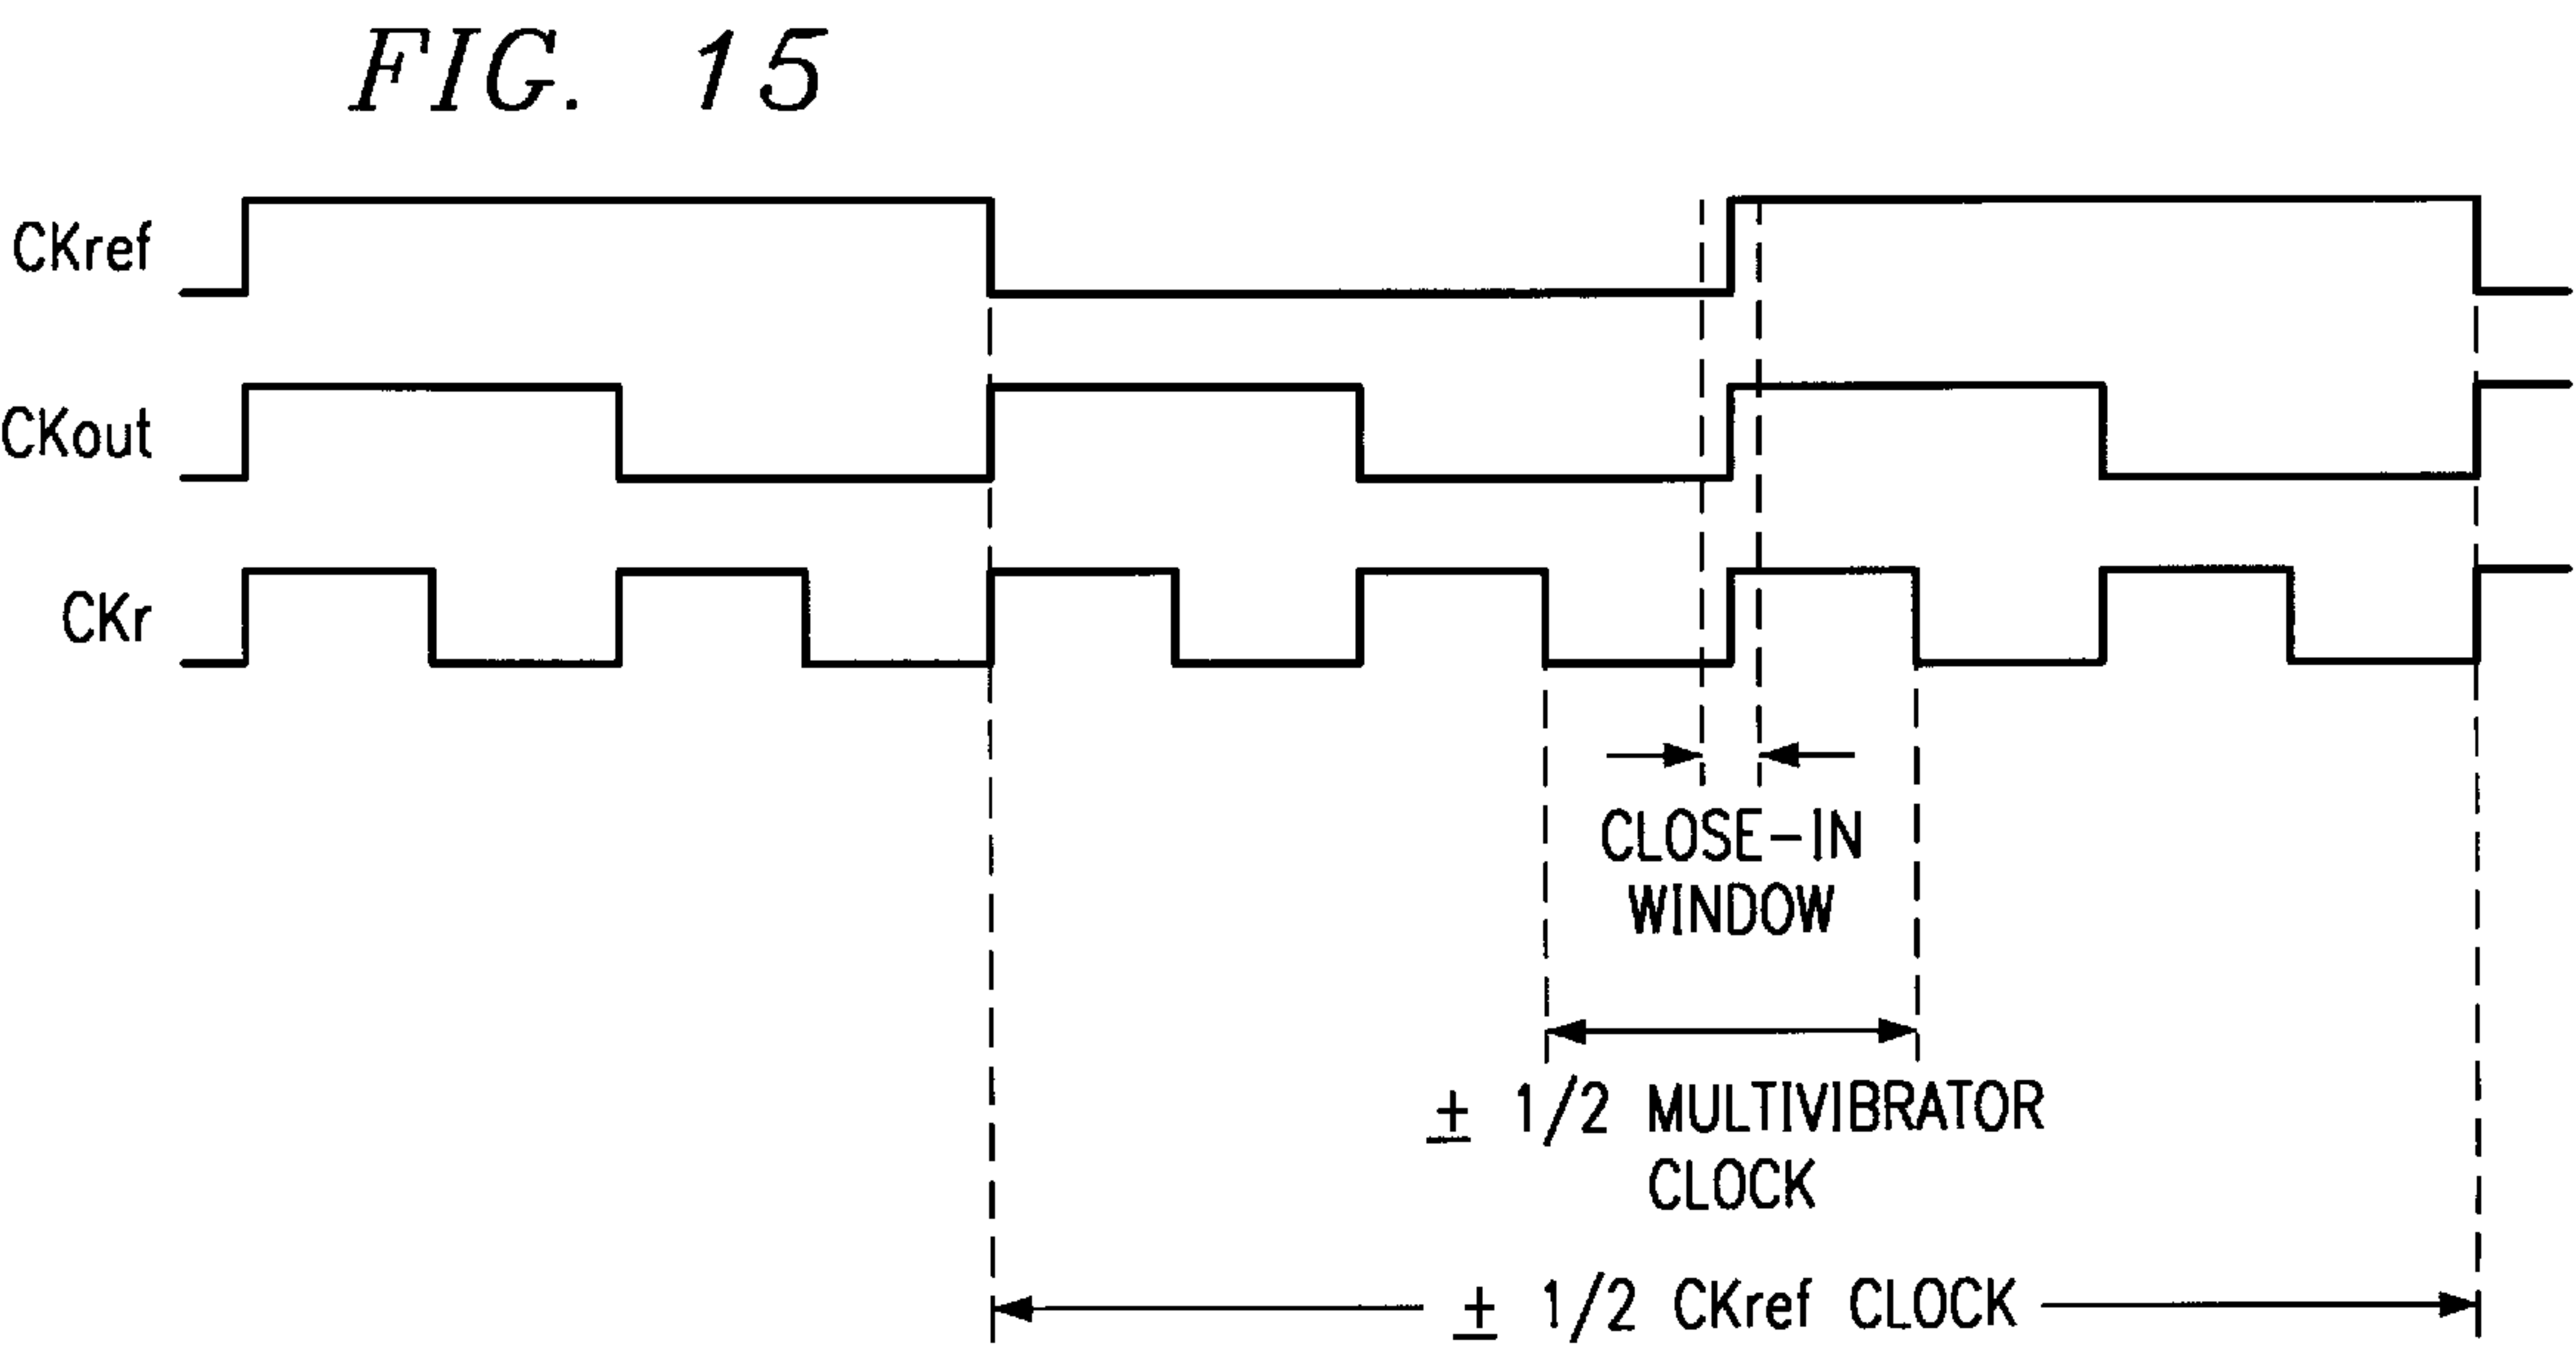 FIG. 15
CKref
CKout
CKr
CLOSE-IN
WINDOW
± 1/2 MULTIVIBRATOR
CLOCK
± 1/2 CKref CLOCK